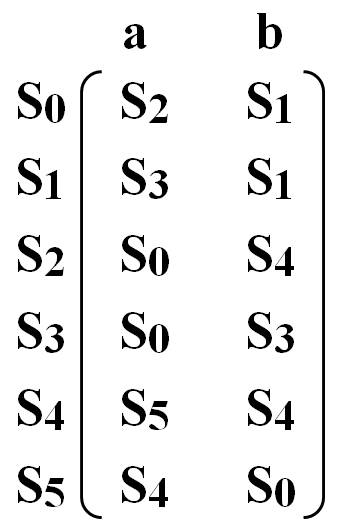 a b
S0 S2 S1
S1 S3 S1
S2 S0 S4
S3 S0 S3
S4 S5 S4
S5 S4 S0